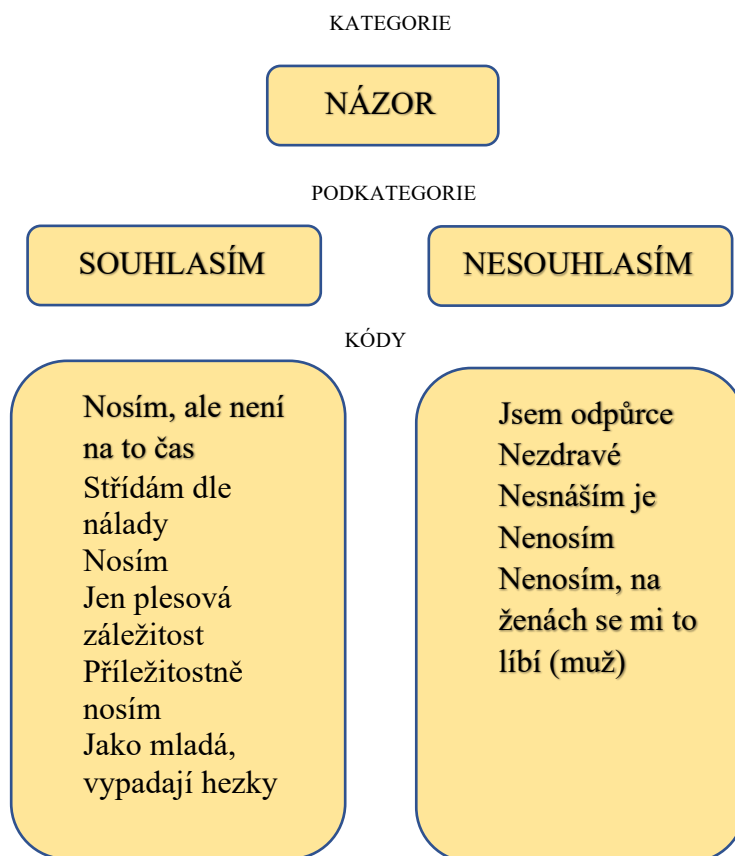 KATEGORIE
NÁZOR
PODKATEGORIE
SOUHLASÍM
NESOUHLASÍM
KÓDY
Nosím, ale není
na to čas
Střídám dle
nálady
Nosím
Jen plesová
záležitost
Příležitostně
nosím
Jako mladá,
vypadají hezky
Jsem odpůrce
Nezdravé
Nesnáším je
Nenosím
Nenosím, na
ženách se mi to
líbí (muž)